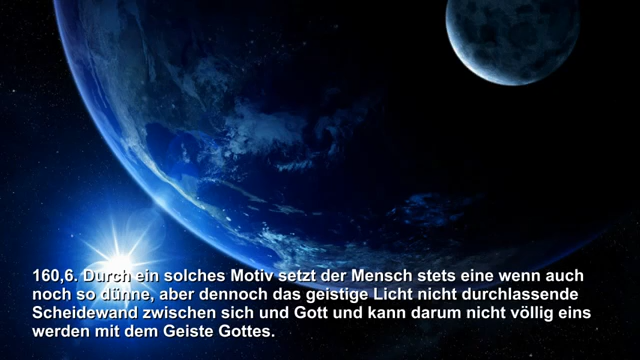 160,6. Durch ein solches Motiv setzt der Mensch stets eine wenn auch
noch so dünne, aber dennoch das geistige Licht nicht durchlassende
Scheidewand zwischen sich und Gott und kann darum nicht völlig eins
werden mit dem Geiste Gottes.